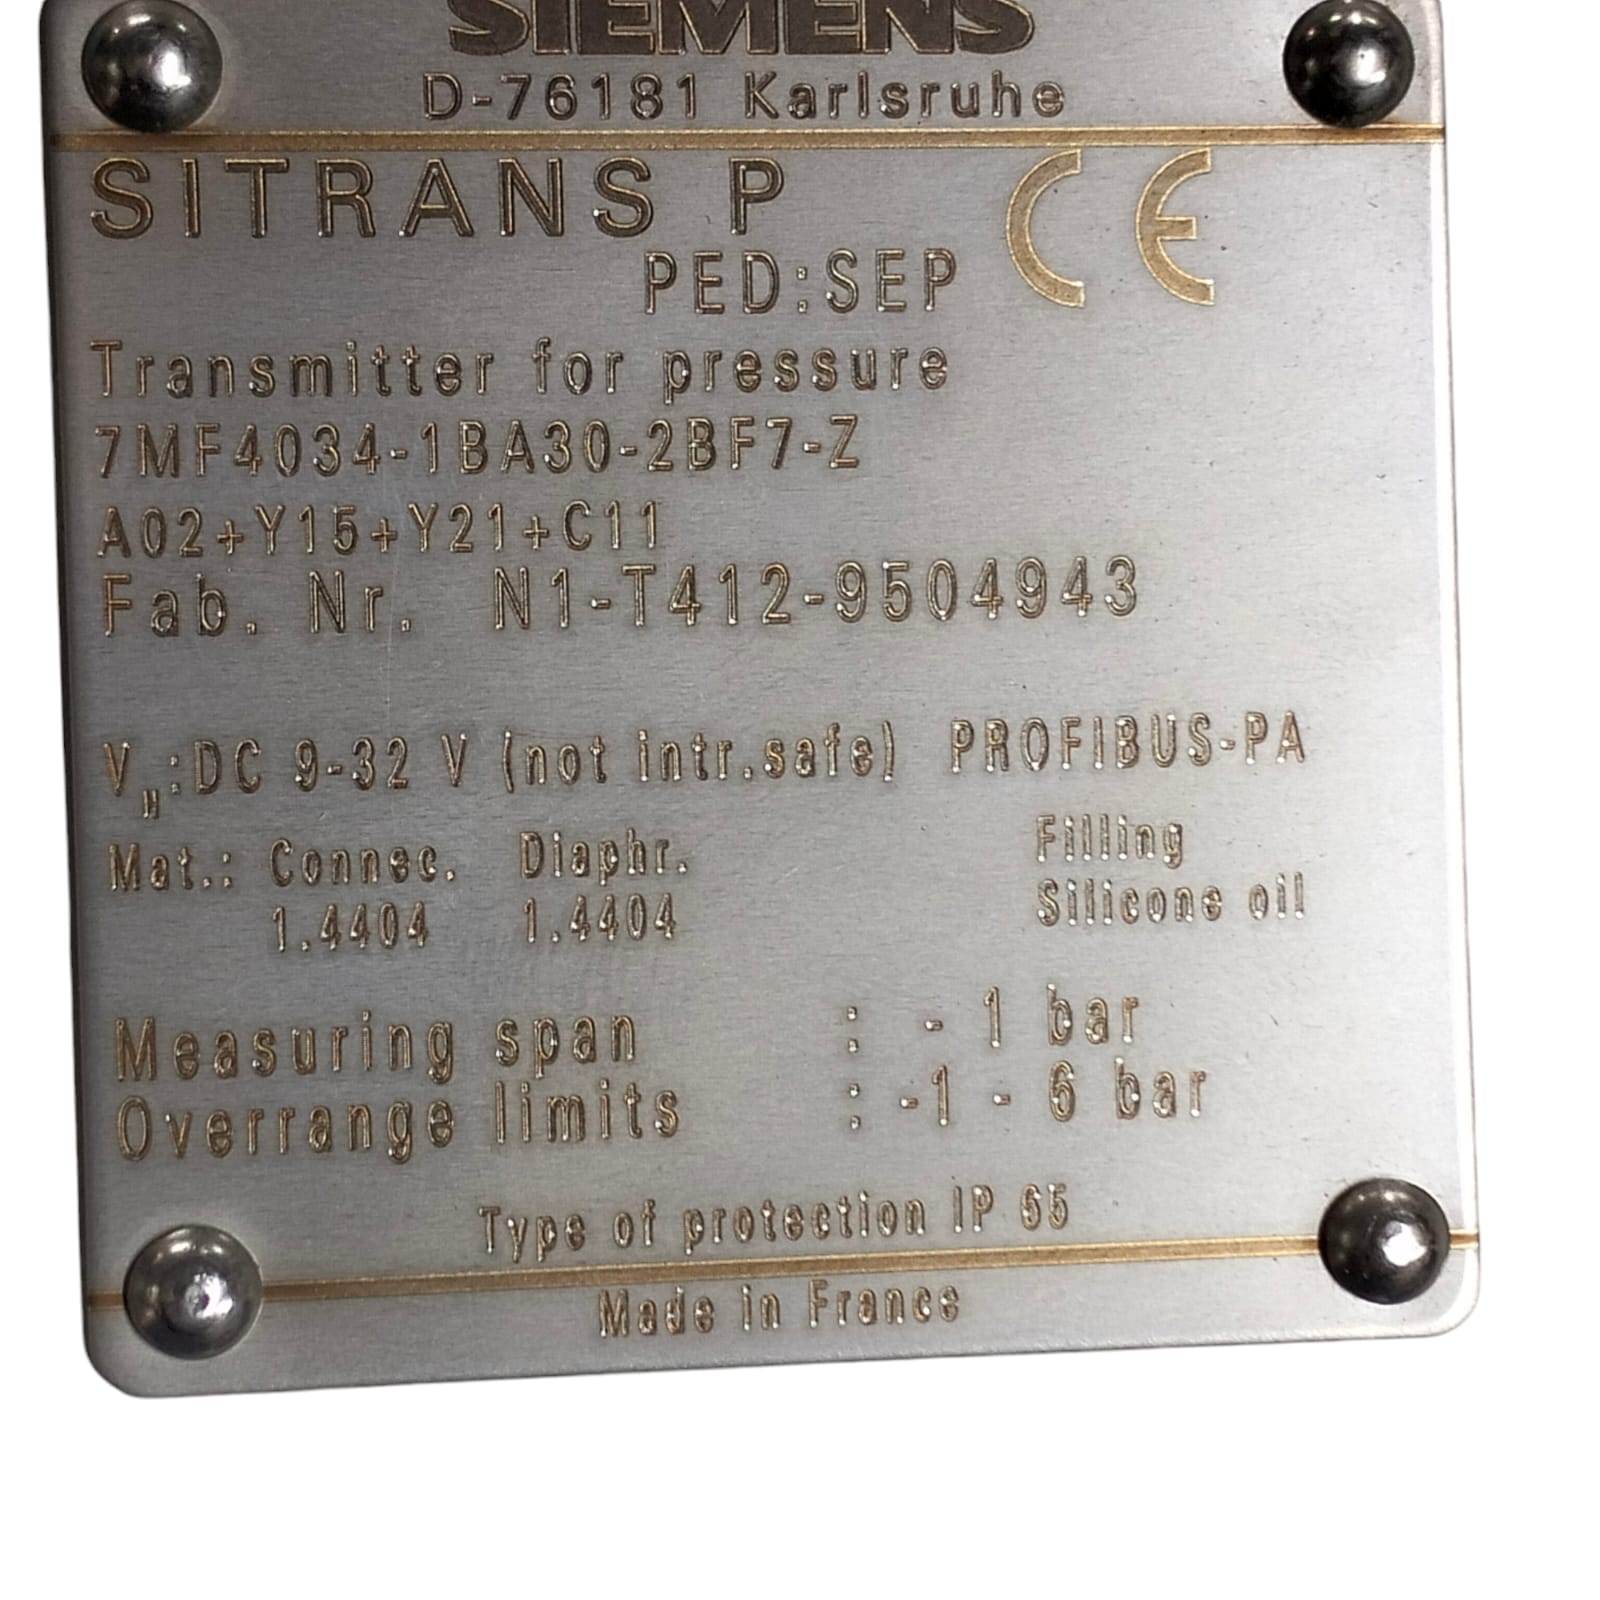 SIEMENS
D-76181 Karlsruhe
SITRANS P CE
PED:SEP
Transmitter for pressure
7MF4034-1BA30-2BF7-Z
A02+Y15+Y21+C11
Fab. Nr. N1-T412-9504943
VH:DC 9-32 V (not intr.safe) PROFIBUS-PA
Mat.: Connec. Diaphr. Filling
1.4404 1.4404 Silicone oil
Measuring span : - 1 bar
Overrange limits : -1 - 6 bar
Type of protection IP 65
Made in France